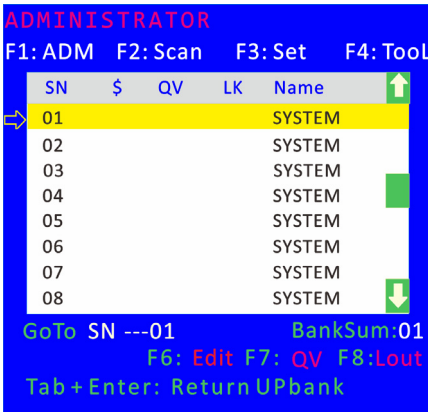 ADMINISTRATOR
F1: ADM F2: Scan F3: Set F4: TooL
SN $ QV LK Name
01 SYSTEM
02 SYSTEM
03 SYSTEM
04 SYSTEM
05 SYSTEM
06 SYSTEM
07 SYSTEM
08 SYSTEM
GoTo SN ---01 BankSum:01
F6: Edit F7: QV F8:Lout
Tab+Enter: Return UPbank